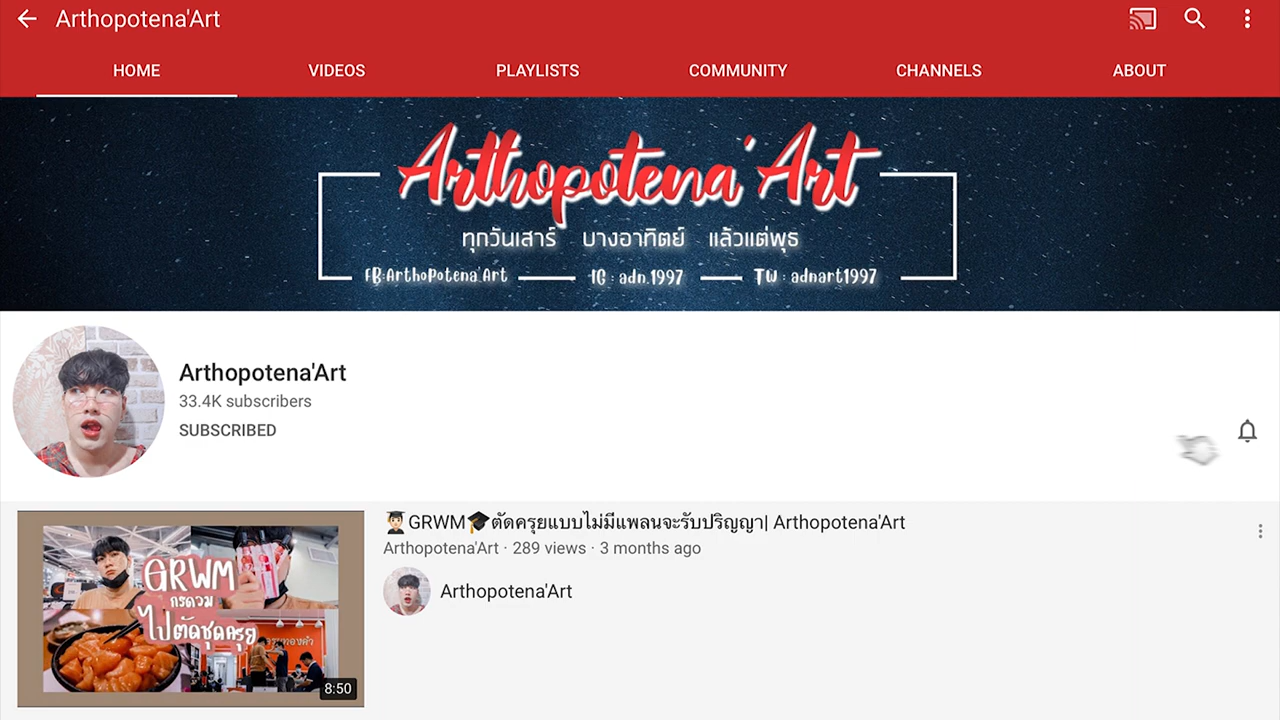 Arthopotena'Art
HOME VIDEOS PLAYLISTS COMMUNITY CHANNELS ABOUT
Arthopotena'Art
ทุกวันเสาร์ บางอาทิตย์ แล้วแต่พุธ
FB:ArthoPotena'Art IG : adn.1997 TW : adnart1997
Arthopotena'Art
33.4K subscribers
SUBSCRIBED
GRWM ตัดครุยแบบไม่มีแพลนจะรับปริญญา| Arthopotena'Art
Arthopotena'Art · 289 views · 3 months ago
Arthopotena'Art
GRWM
กรดวม
ไปตัดชุดครุย
8:50